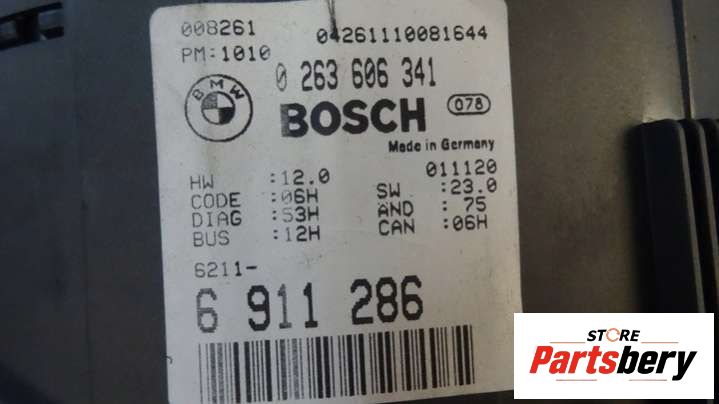 008261 04261110081644
PM:1010
0 263 606 341
BMW
BOSCH 078
Made in Germany
011120
HW :12.0 SW :23.0
CODE :06H AND : 75
DIAG :53H CAN :06H
BUS :12H
6211-
6 911 286
STORE
Partsbery